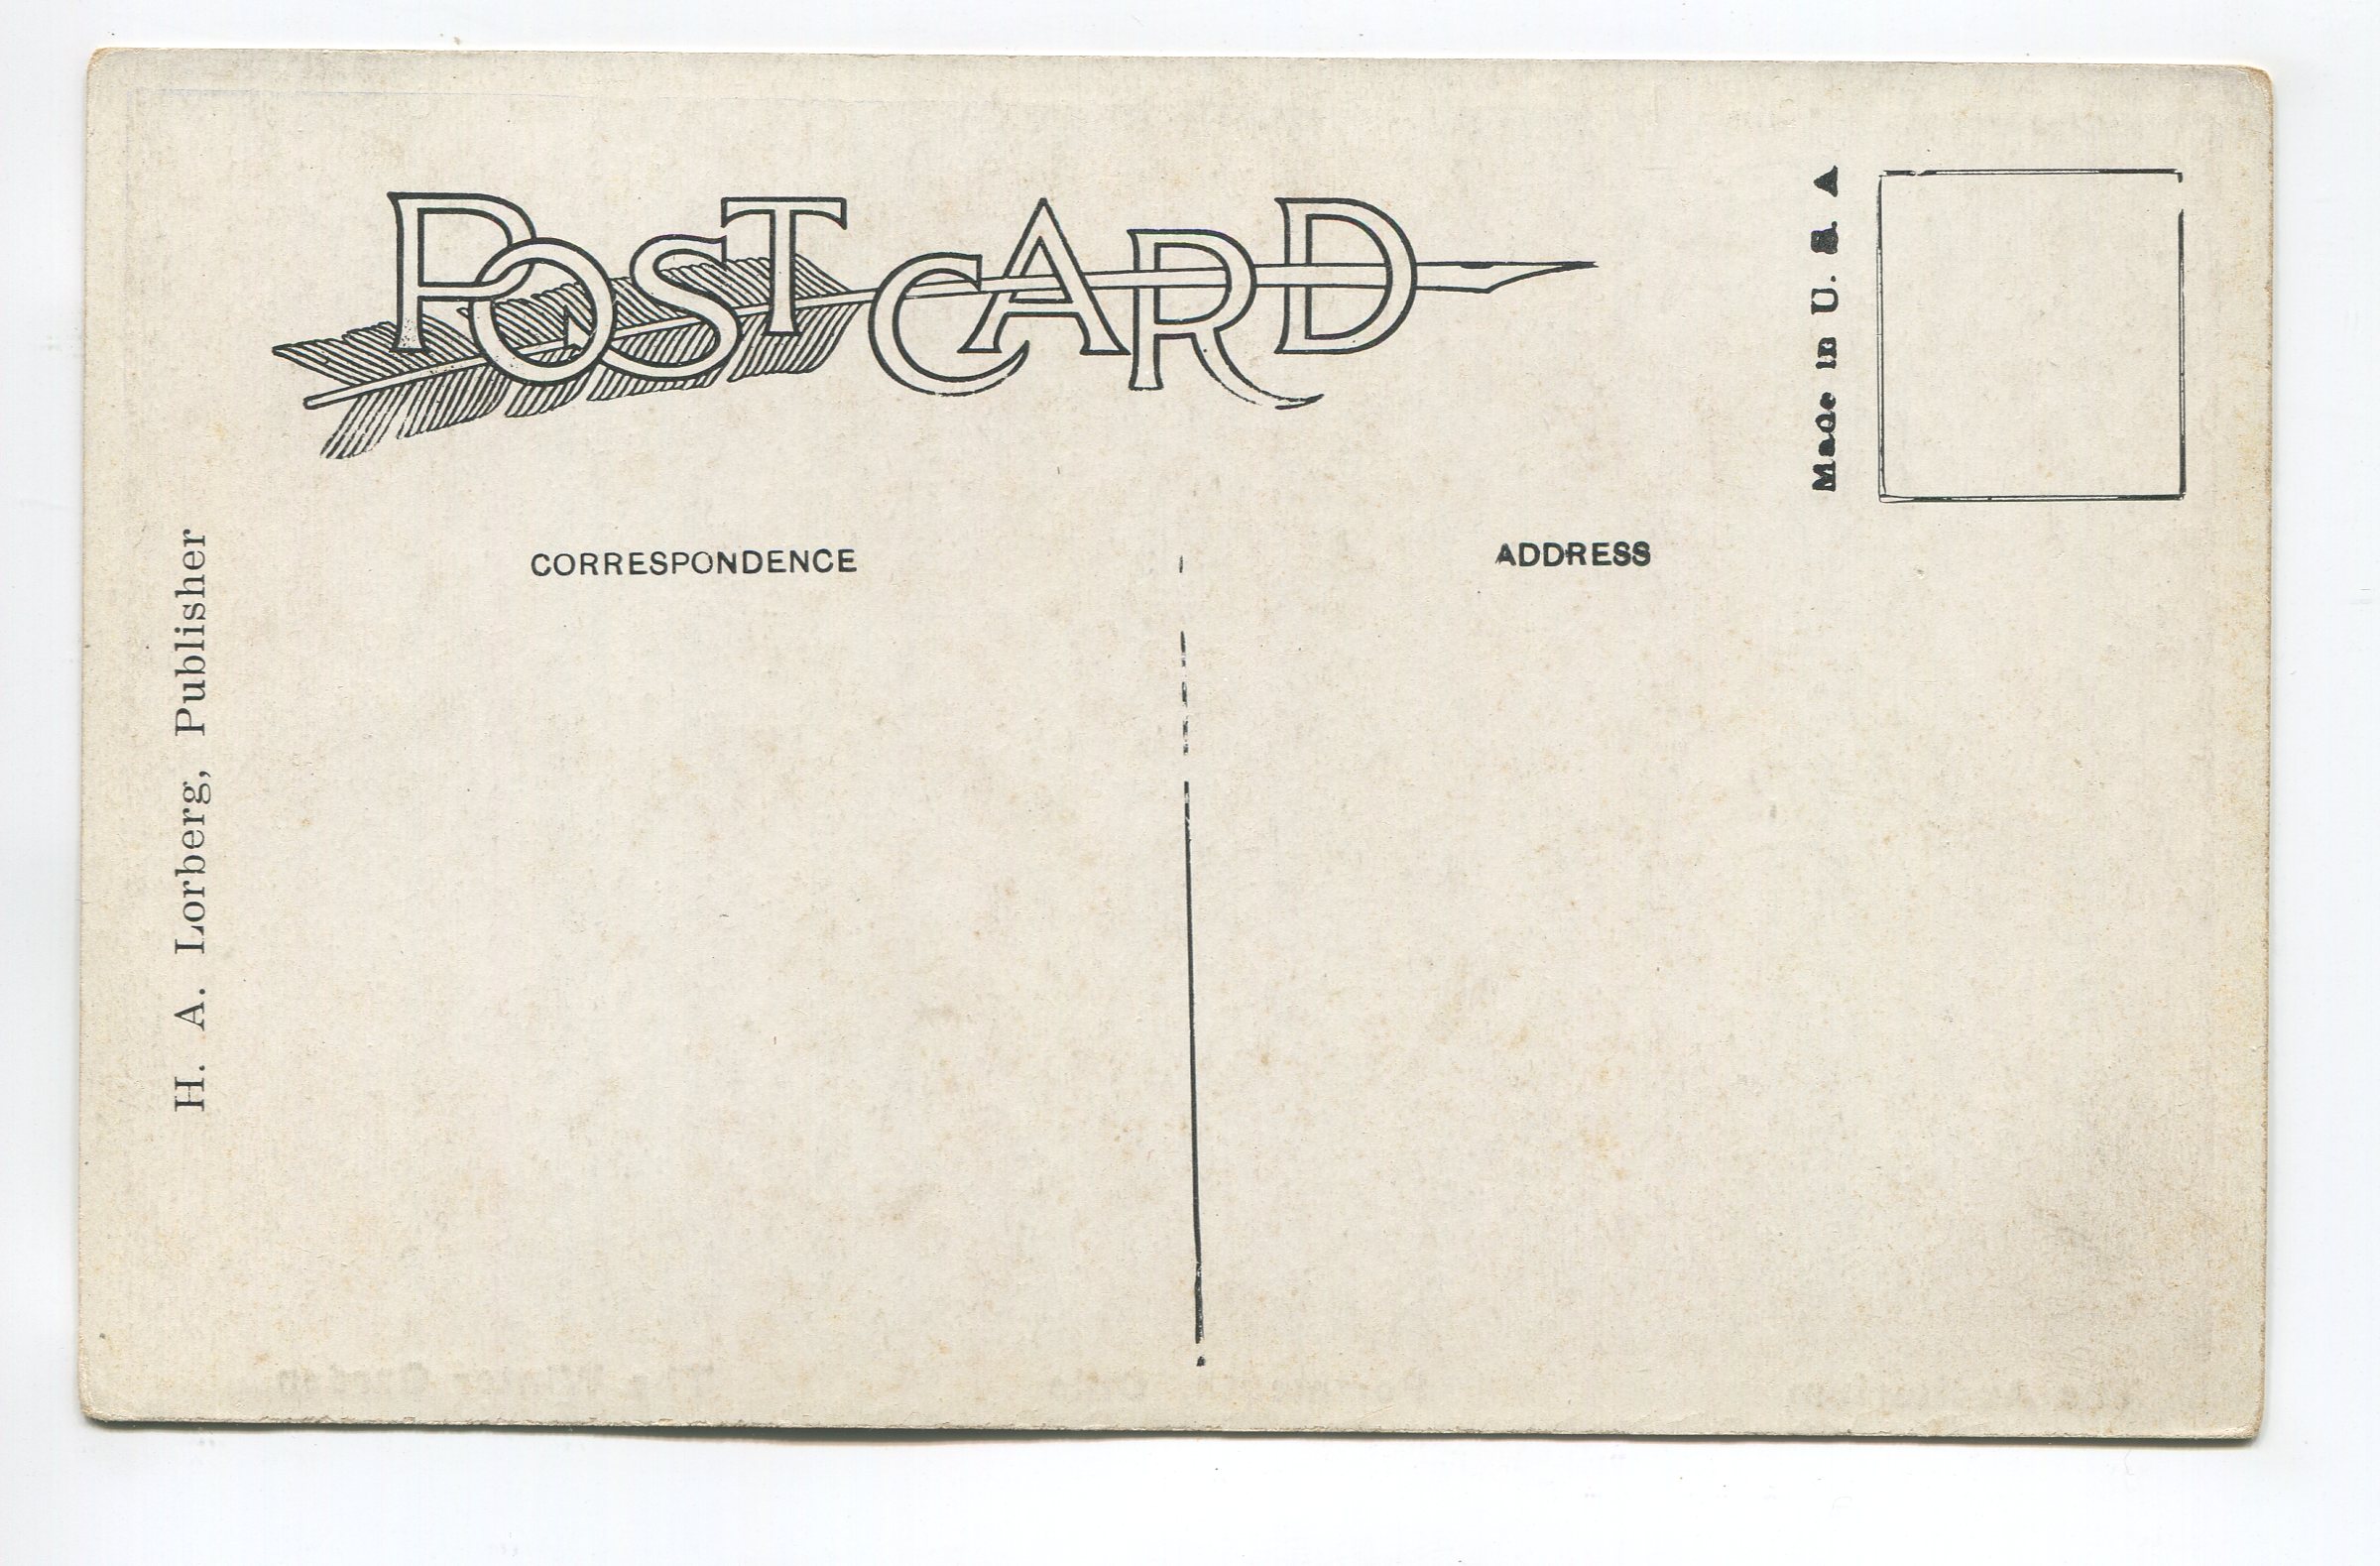 POST CARD
Made in U. S. A
CORRESPONDENCE
ADDRESS
H. A. Lorberg, Publisher